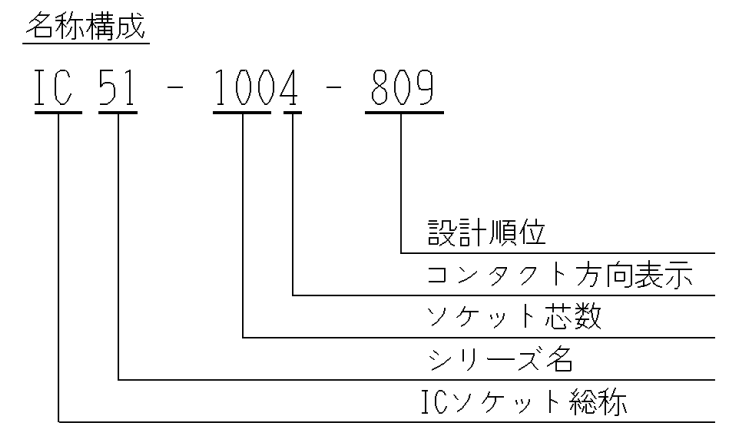 名称構成
IC51-1004-809
設計順位
コンタクト方向表示
ソケット芯数
シリーズ名
ICソケット総称